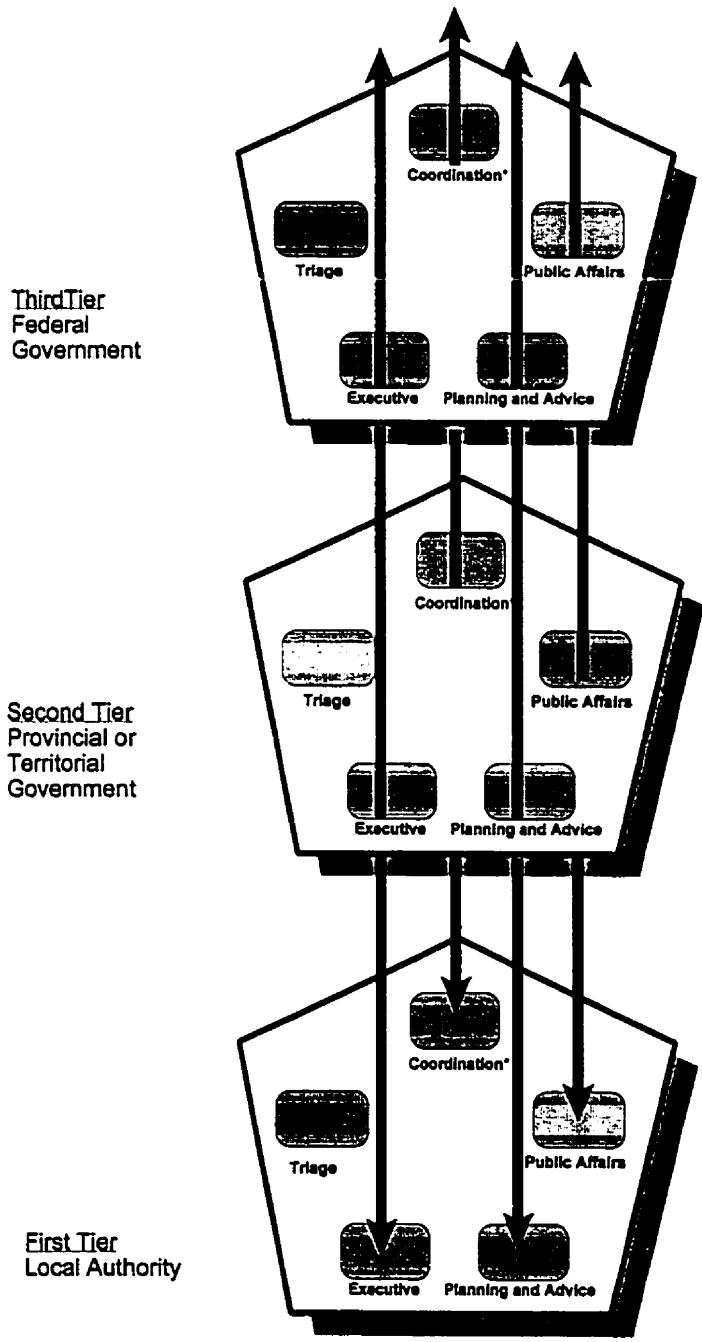 Coordination*
Triage
Public Affairs
ThirdTier
Federal
Government
Executive
Planning and Advice
Coordination*
Triage
Public Affairs
Second Tier
Provincial or
Territorial
Government
Executive
Planning and Advice
Coordination*
Triage
Public Affairs
First Tier
Local Authority
Executive
Planning and Advice